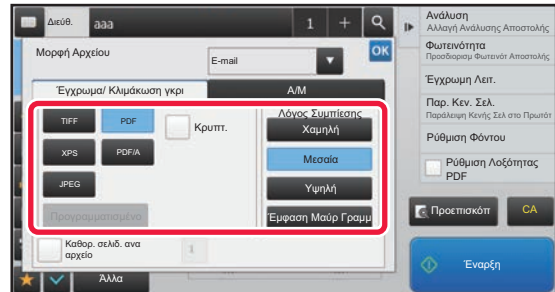 Διεύθ. aaa 1 +
Μορφή Αρχείου
E-mail
OK
Έγχρωμα/ Κλιμάκωση γκρι
Α/Μ
TIFF
PDF
Κρυπτ.
XPS
PDF/A
JPEG
Προγραμματισμένο
Λόγος Συμπίεσης
Χαμηλή
Μεσαία
Υψηλή
Έμφαση Μαύρ Γραμμ
Καθορ. σελιδ. ανα
αρχείο
1
Άλλα
Ανάλυση
Αλλαγή Ανάλυσης Αποστολής
Φωτεινότητα
Προσδιορισμ Φωτεινότ Αποστολής
Έγχρωμη Λειτ.
Παρ. Κεν. Σελ.
Παράλειψη Κενής Σελ στο Πρωτότ
Ρύθμιση Φόντου
Ρύθμιση Λοξότητας
PDF
Προεπισκόπ
CA
Έναρξη